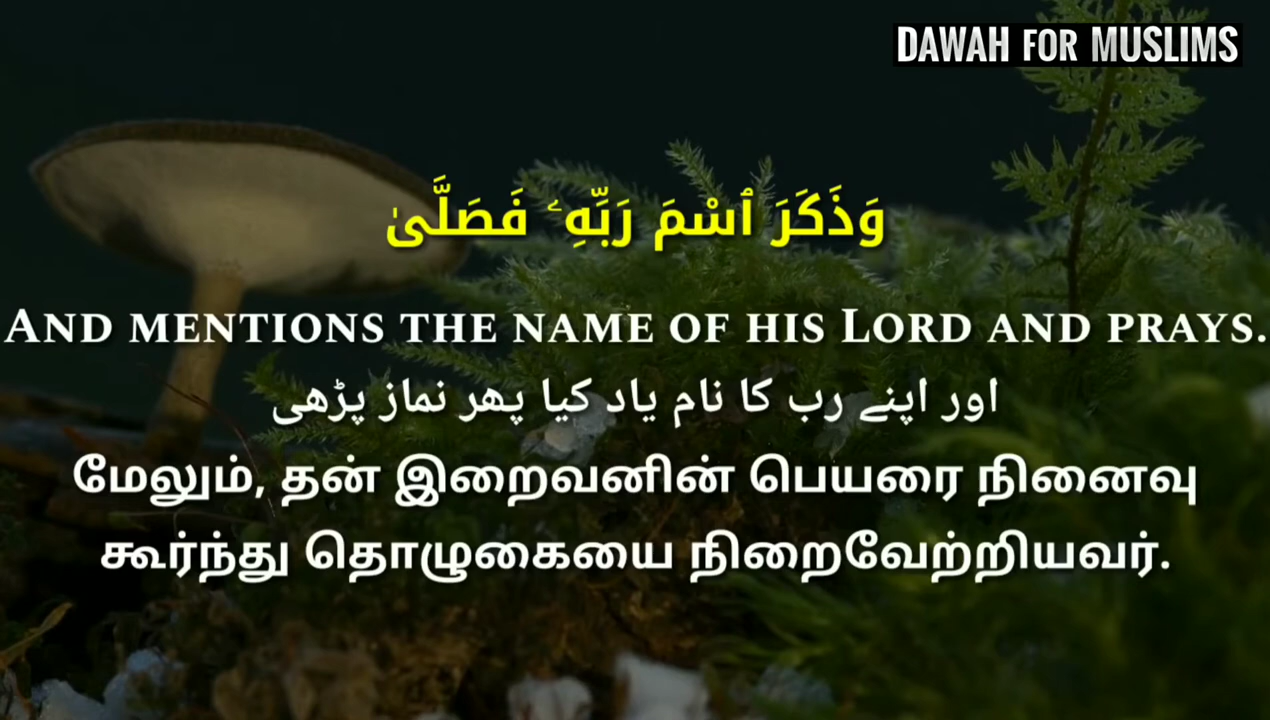 DAWAH FOR MUSLIMS
وَذَكَرَ ٱسْمَ رَبِّهِۦ فَصَلَّىٰ
AND MENTIONS THE NAME OF HIS LORD AND PRAYS.
اور اپنے رب کا نام یاد کیا پھر نماز پڑھی
மேலும், தன் இறைவனின் பெயரை நினைவு
கூர்ந்து தொழுகையை நிறைவேற்றியவர்.